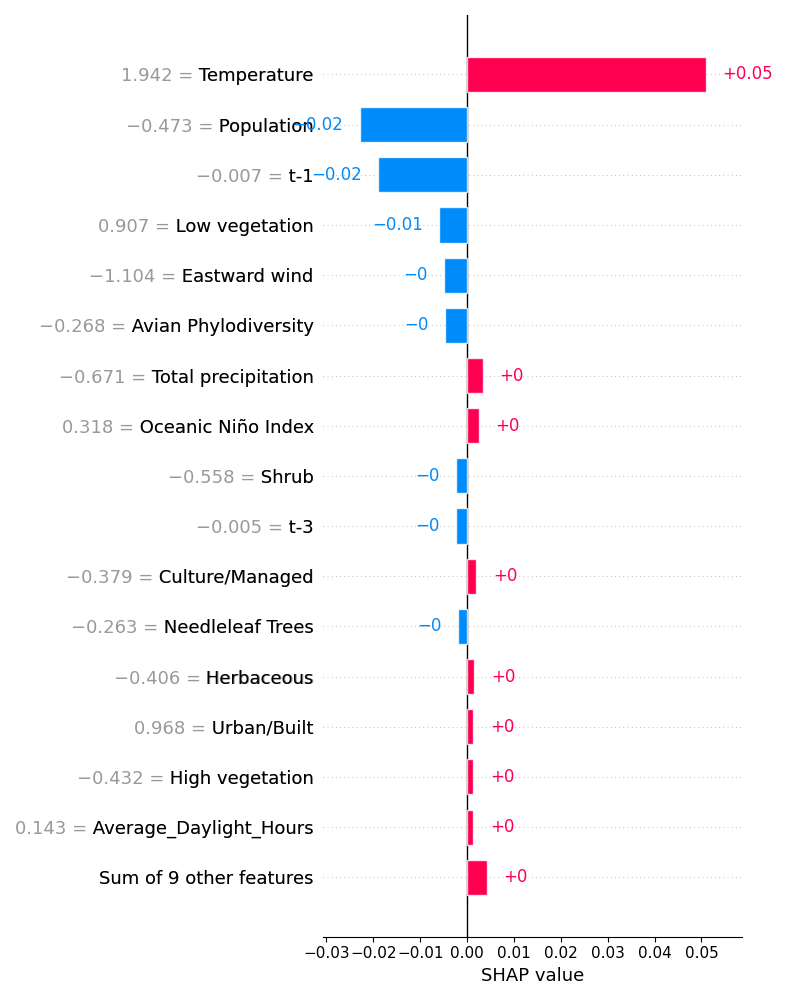 1.942 = Temperature +0.05
−0.473 = Population −0.02
−0.007 = t-1 −0.02
0.907 = Low vegetation −0.01
−1.104 = Eastward wind −0
−0.268 = Avian Phylodiversity −0
−0.671 = Total precipitation +0
0.318 = Oceanic Niño Index +0
−0.558 = Shrub −0
−0.005 = t-3 −0
−0.379 = Culture/Managed +0
−0.263 = Needleleaf Trees −0
−0.406 = Herbaceous +0
0.968 = Urban/Built +0
−0.432 = High vegetation +0
0.143 = Average_Daylight_Hours +0
Sum of 9 other features +0
−0.03 −0.02 −0.01 0.00 0.01 0.02 0.03 0.04 0.05
SHAP value